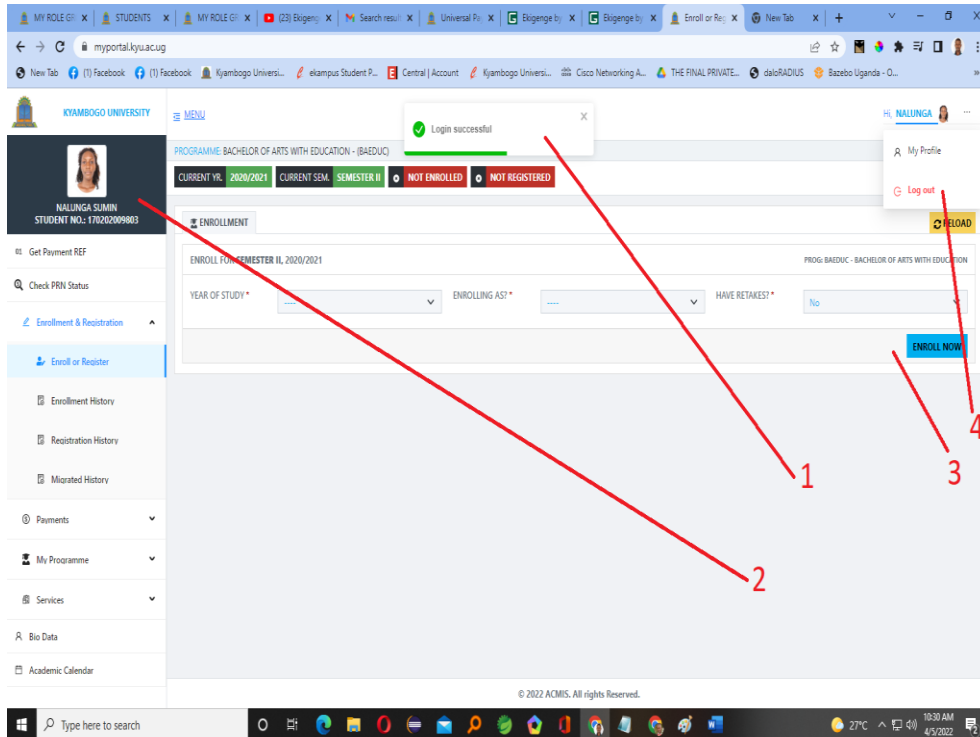 MY ROLE GR
STUDENTS
MY ROLE GR
(23) Ekigeng
Search result
Universal Pa
Ekigenge by
Ekigenge by
Enroll or Reg
New Tab
myportal.kyu.ac.ug
New Tab
(1) Facebook
(1) Facebook
Kyambogo Universi...
ekampus Student P...
Central | Account
Kyambogo Universi...
Cisco Networking A...
THE FINAL PRIVATE...
daloRADIUS
Bazebo Uganda - O...
KYAMBOGO UNIVERSITY
MENU
Login successful
X
Hi, NALUNGA
My Profile
Log out
PROGRAMME: BACHELOR OF ARTS WITH EDUCATION - (BAEDUC)
CURRENT YR. 2020/2021 CURRENT SEM. SEMESTER II NOT ENROLLED NOT REGISTERED
NALUNGA SUMIN
STUDENT NO.: 170202009803
ENROLLMENT
RELOAD
Get Payment REF
ENROLL FOR SEMESTER II, 2020/2021
PROG: BAEDUC - BACHELOR OF ARTS WITH EDUCATION
Check PRN Status
YEAR OF STUDY * ----
ENROLLING AS? * ----
HAVE RETAKES? * No
Enrollment & Registration
ENROLL NOW
Enroll or Register
Enrollment History
Registration History
Migrated History
Payments
My Programme
Services
Bio Data
Academic Calendar
1
2
3
4
© 2022 ACMIS. All rights Reserved.
Type here to search
27°C
10:30 AM
4/5/2022